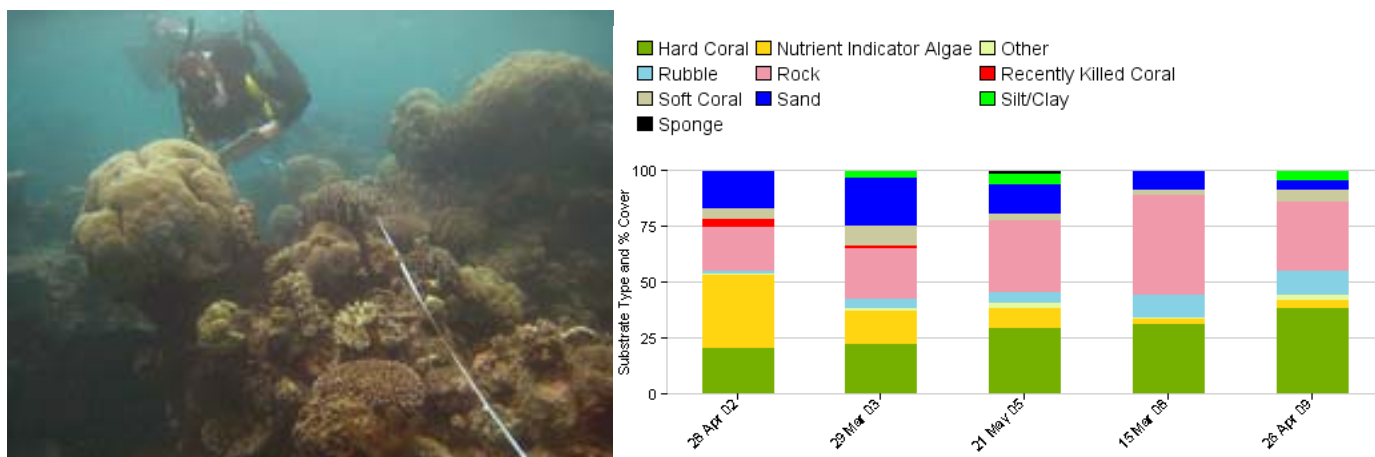 Hard Coral Nutrient Indicator Algae Other
Rubble Rock Recently Killed Coral
Soft Coral Sand Silt/Clay
Sponge
Substrate Type and % Cover
100
75
50
25
0
28 Apr 02
29 Mar 03
21 May 05
15 Mar 08
26 Apr 09